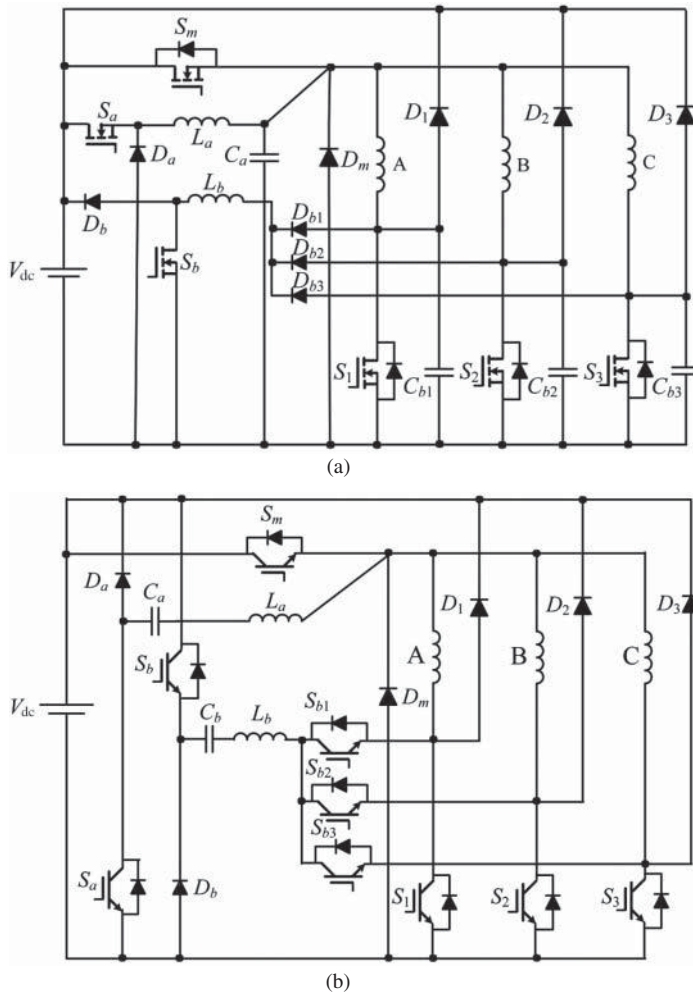 S_m
S_a
L_a
D_1
D_2
D_3
D_a
C_a
D_m
A
B
C
L_b
D_b
D_b1
D_b2
S_b
V_dc
D_b3
S_1
C_b1
S_2
C_b2
S_3
C_b3
(a)
S_m
D_a
C_a
L_a
D_1
D_2
D_3
S_b
A
B
C
V_dc
C_b
L_b
S_b1
D_m
S_b2
S_b3
S_a
D_b
S_1
S_2
S_3
(b)